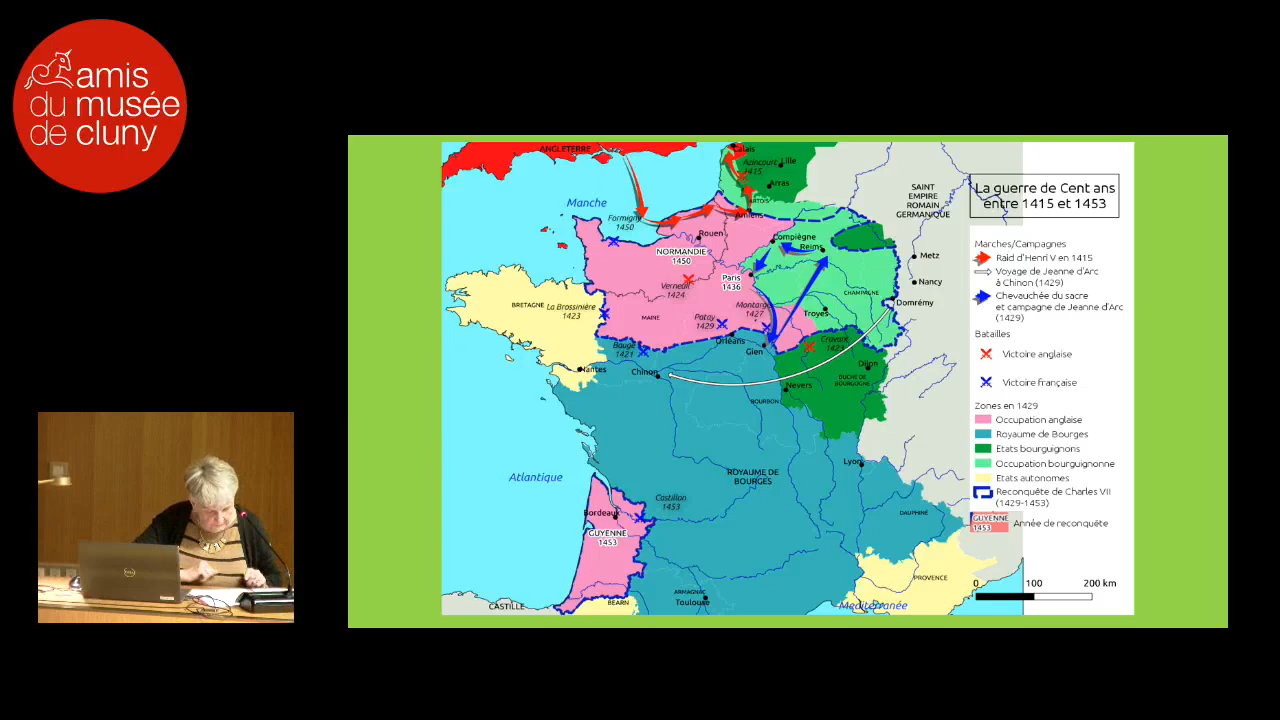 amis
du musée
de cluny
ANGLETERRE
Calais
Azincourt
1415
Lille
Arras
ARTOIS
Amiens
Manche
Formigny
1450
Rouen
NORMANDIE
1450
Compiègne
Reims
Paris
1436
Verneuil
1424
SAINT
EMPIRE
ROMAIN
GERMANIQUE
Metz
Nancy
Domrémy
CHAMPAGNE
Troyes
BRETAGNE
La Brossinière
1423
MAINE
Patay
1429
Montargis
1427
Orléans
Gien
Cravant
1423
Baugé
1421
Nantes
Chinon
Dijon
DUCHÉ DE
BOURGOGNE
Nevers
BOURBON
Lyon
Atlantique
ROYAUME DE
BOURGES
Castillon
1453
Bordeaux
GUYENNE
1453
DAUPHINÉ
PROVENCE
ARMAGNAC
Toulouse
BEARN
CASTILLE
Mediterranée
La guerre de Cent ans
entre 1415 et 1453
Marches/Campagnes
Raid d'Henri V en 1415
Voyage de Jeanne d'Arc
à Chinon (1429)
Chevauchée du sacre
et campagne de Jeanne d'Arc
(1429)
Batailles
Victoire anglaise
Victoire française
Zones en 1429
Occupation anglaise
Royaume de Bourges
Etats bourguignons
Occupation bourguignonne
Etats autonomes
Reconquête de Charles VII
(1429-1453)
GUYENNE
1453
Année de reconquête
0 100 200 km
DELL